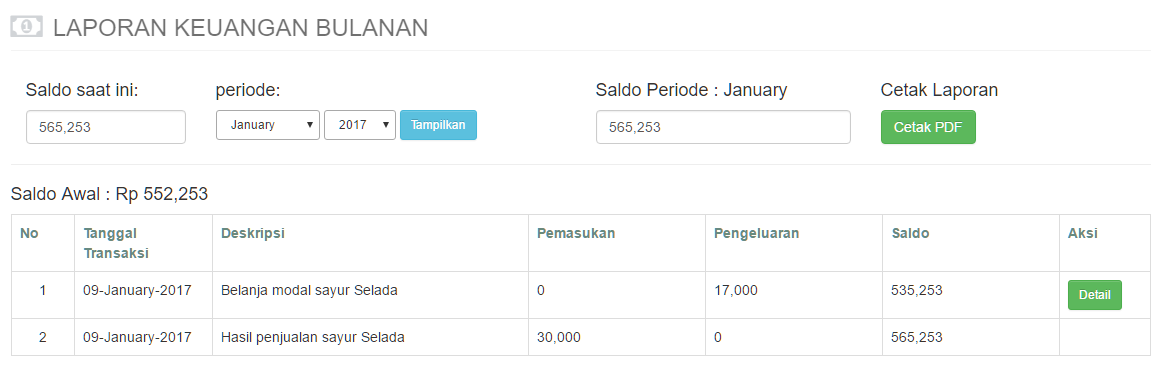 LAPORAN KEUANGAN BULANAN
Saldo saat ini: periode: Saldo Periode : January Cetak Laporan
565,253 January 2017 Tampilkan 565,253 Cetak PDF
Saldo Awal : Rp 552,253
No Tanggal Transaksi Deskripsi Pemasukan Pengeluaran Saldo Aksi
1 09-January-2017 Belanja modal sayur Selada 0 17,000 535,253 Detail
2 09-January-2017 Hasil penjualan sayur Selada 30,000 0 565,253